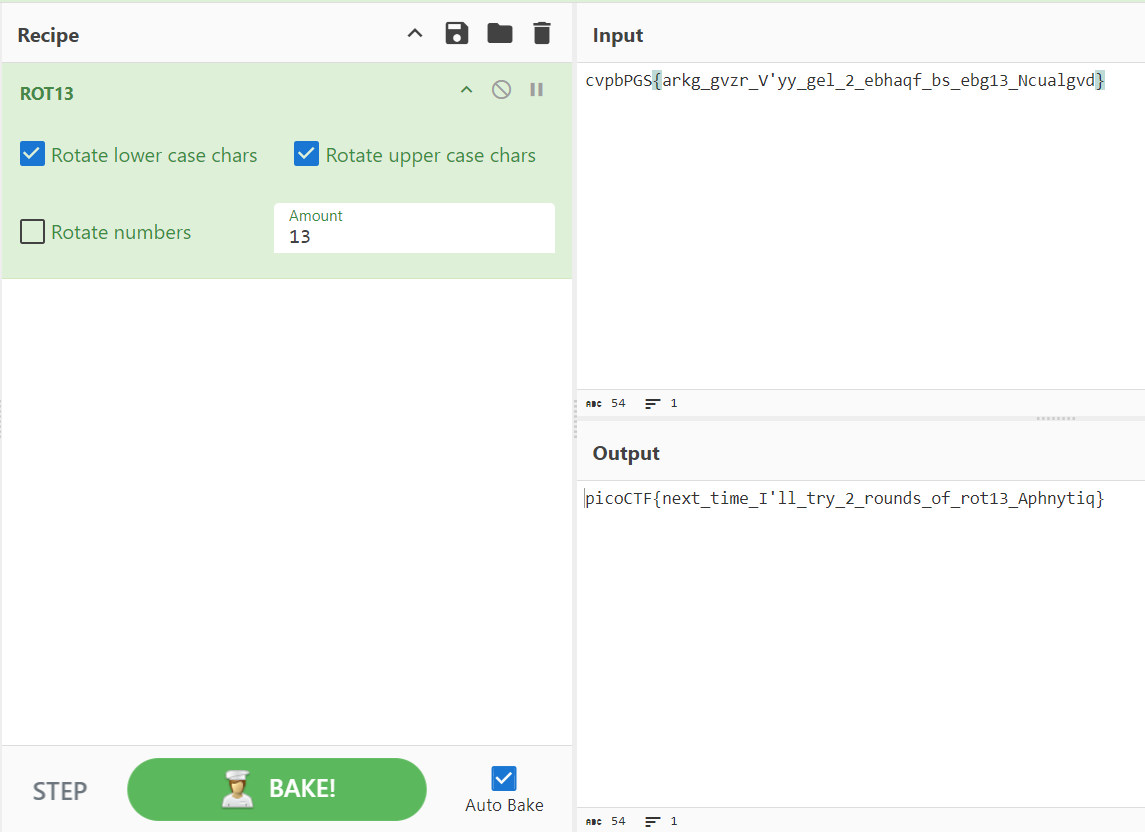 Recipe
ROT13
Rotate lower case chars
Rotate upper case chars
Rotate numbers
Amount
13
STEP
BAKE!
Auto Bake
Input
cvpbPGS{arkg_gvzr_V'yy_gel_2_ebhaqf_bs_ebg13_Ncualgvd}
ABC 54 1
Output
picoCTF{next_time_I'll_try_2_rounds_of_rot13_Aphnytiq}
ABC 54 1